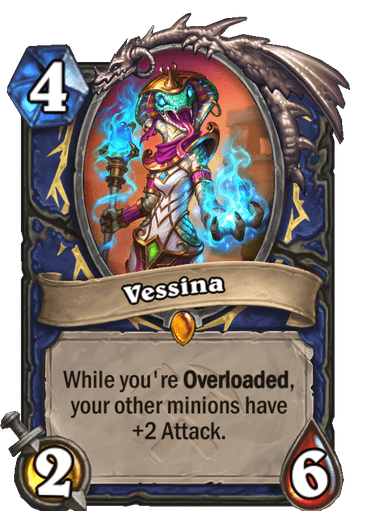 4
Vessina
While you're Overloaded,
your other minions have
+2 Attack.
2
6